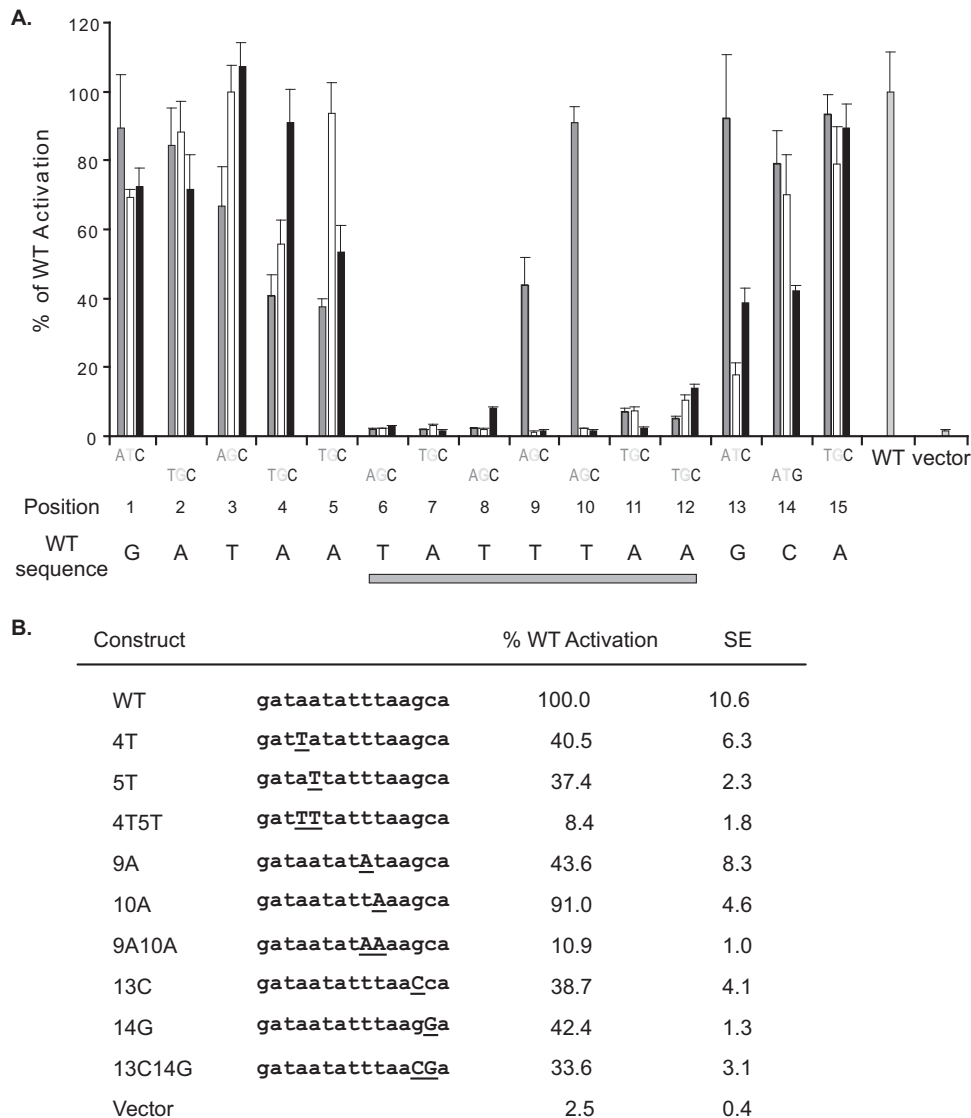 A.
% of WT Activation
120
100
80
60
40
20
0
ATC TGC AGC TGC TGC AGC TGC AGC AGC AGC TGC TGC ATC ATG TGC WT vector
Position 1 2 3 4 5 6 7 8 9 10 11 12 13 14 15
WT sequence G A T A A T A T T T A A G C A
B.
Construct % WT Activation SE
WT gataatatttaagca 100.0 10.6
4T gatTatatttaagca 40.5 6.3
5T gataTtatttaagca 37.4 2.3
4T5T gatTTtatttaagca 8.4 1.8
9A gataatatAtaagca 43.6 8.3
10A gataatattAaagca 91.0 4.6
9A10A gataatatAAaagca 10.9 1.0
13C gataatatttaaCca 38.7 4.1
14G gataatatttaagGa 42.4 1.3
13C14G gataatatttaaCGa 33.6 3.1
Vector 2.5 0.4